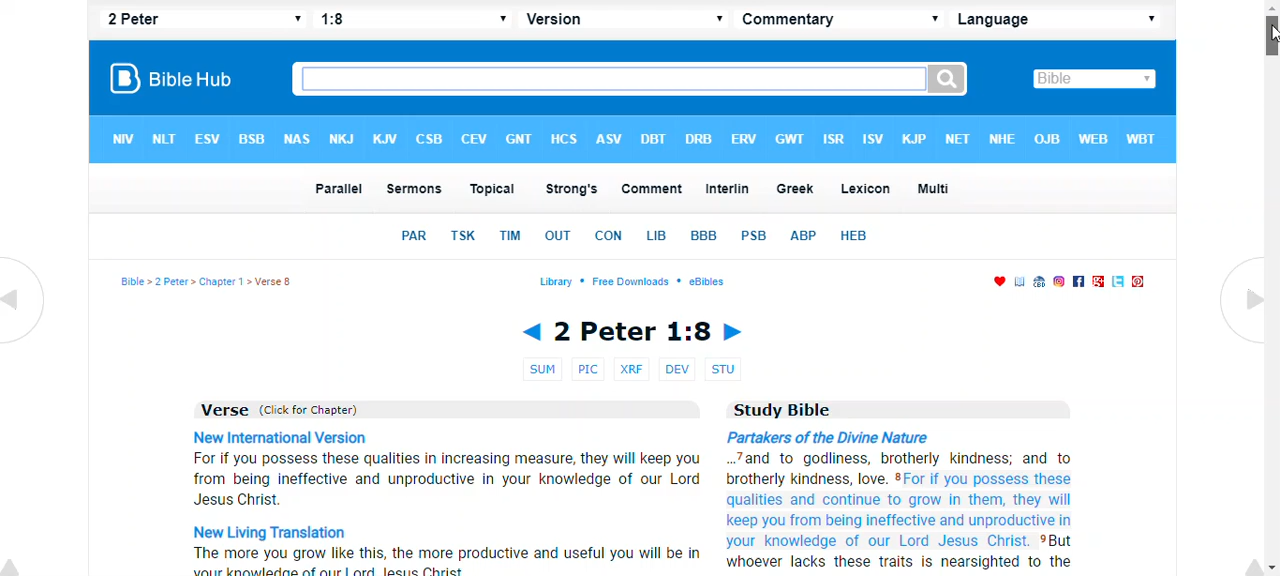 2 Peter 1:8 Version Commentary Language
Bible Hub Bible
NIV NLT ESV BSB NAS NKJ KJV CSB CEV GNT HCS ASV DBT DRB ERV GWT ISR ISV KJP NET NHE OJB WEB WBT
Parallel Sermons Topical Strong's Comment Interlin Greek Lexicon Multi
PAR TSK TIM OUT CON LIB BBB PSB ABP HEB
Bible > 2 Peter > Chapter 1 > Verse 8
Library • Free Downloads • eBibles
◄ 2 Peter 1:8 ►
SUM PIC XRF DEV STU
Verse (Click for Chapter)
New International Version
For if you possess these qualities in increasing measure, they will keep you
from being ineffective and unproductive in your knowledge of our Lord
Jesus Christ.
New Living Translation
The more you grow like this, the more productive and useful you will be in
your knowledge of our Lord Jesus Christ.
Study Bible
Partakers of the Divine Nature
…7and to godliness, brotherly kindness; and to
brotherly kindness, love. 8For if you possess these
qualities and continue to grow in them, they will
keep you from being ineffective and unproductive in
your knowledge of our Lord Jesus Christ. 9But
whoever lacks these traits is nearsighted to the